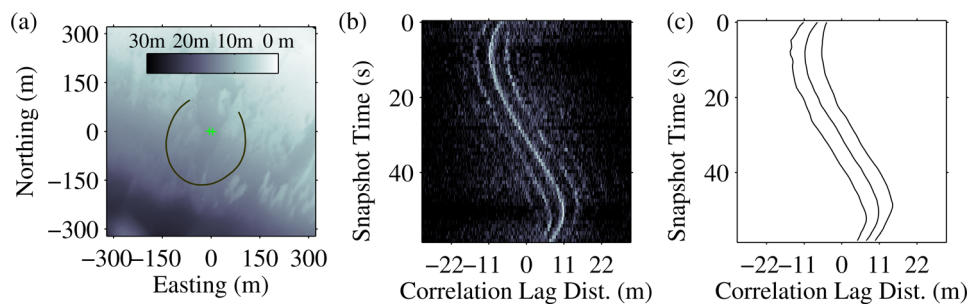 (a)
30m 20m 10m 0 m
300
150
0
−150
−300
Northing (m)
−300 −150 0 150 300
Easting (m)
(b)
0
20
40
Snapshot Time (s)
−22 −11 0 11 22
Correlation Lag Dist. (m)
(c)
0
20
40
Snapshot Time (s)
−22 −11 0 11 22
Correlation Lag Dist. (m)